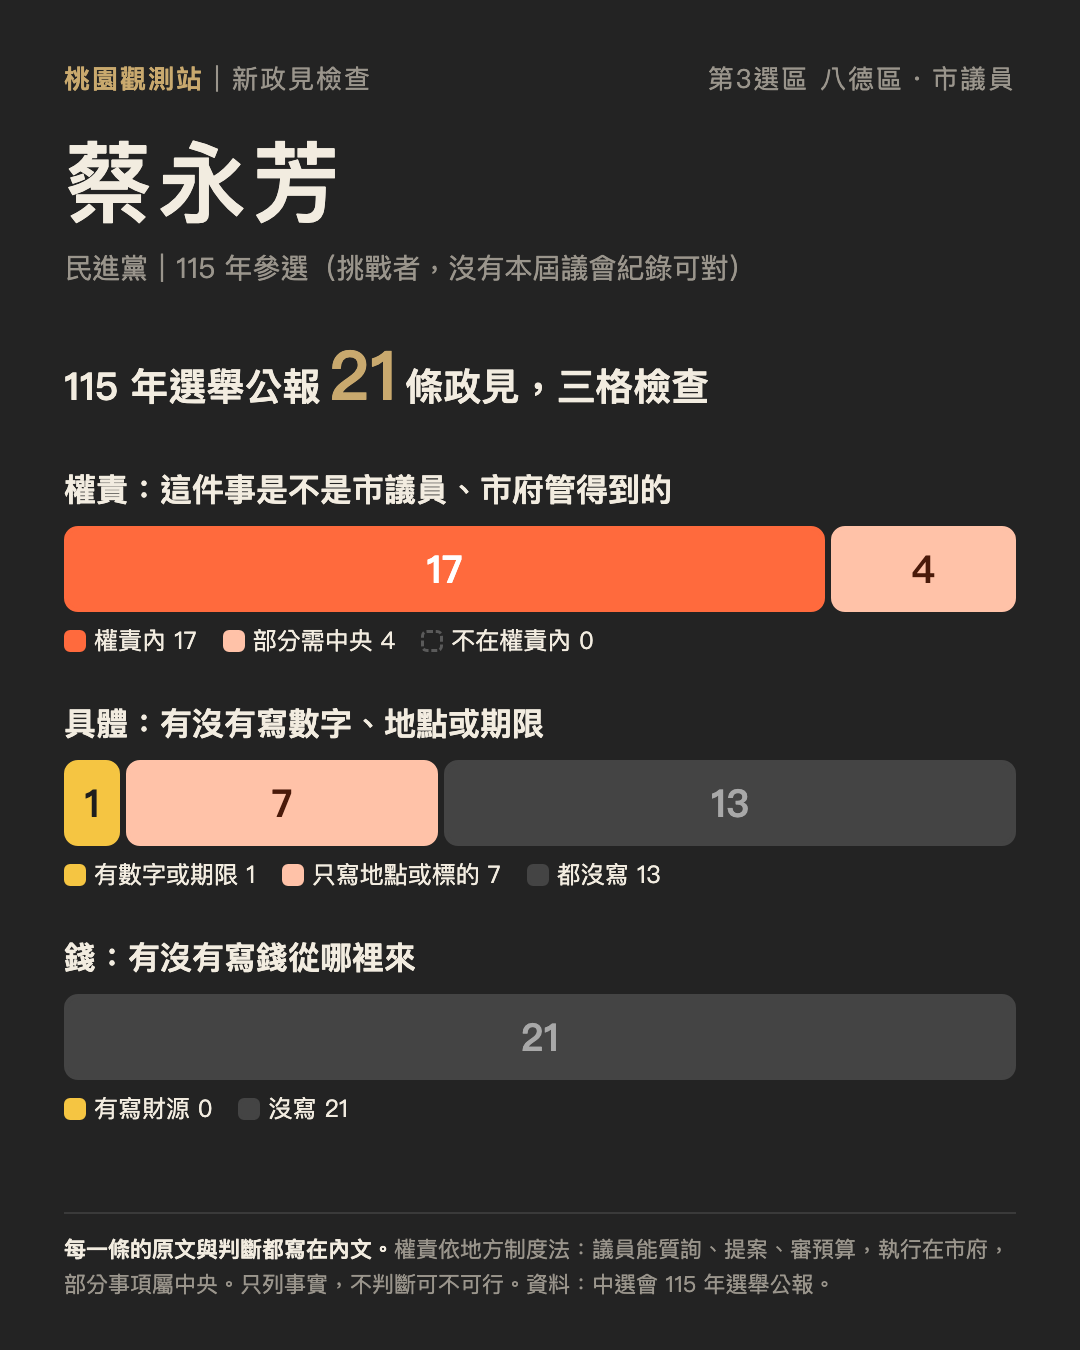 桃園觀測站｜新政見檢查
第3選區 八德區・市議員
蔡永芳
民進黨｜115 年參選（挑戰者，沒有本屆議會紀錄可對）
115 年選舉公報 21 條政見，三格檢查
權責：這件事是不是市議員、市府管得到的
17
4
權責內 17 部分需中央 4 不在權責內 0
具體：有沒有寫數字、地點或期限
1
7
13
有數字或期限 1 只寫地點或標的 7 都沒寫 13
錢：有沒有寫錢從哪裡來
21
有寫財源 0 沒寫 21
每一條的原文與判斷都寫在內文。權責依地方制度法：議員能質詢、提案、審預算，執行在市府，
部分事項屬中央。只列事實，不判斷可不可行。資料：中選會 115 年選舉公報。